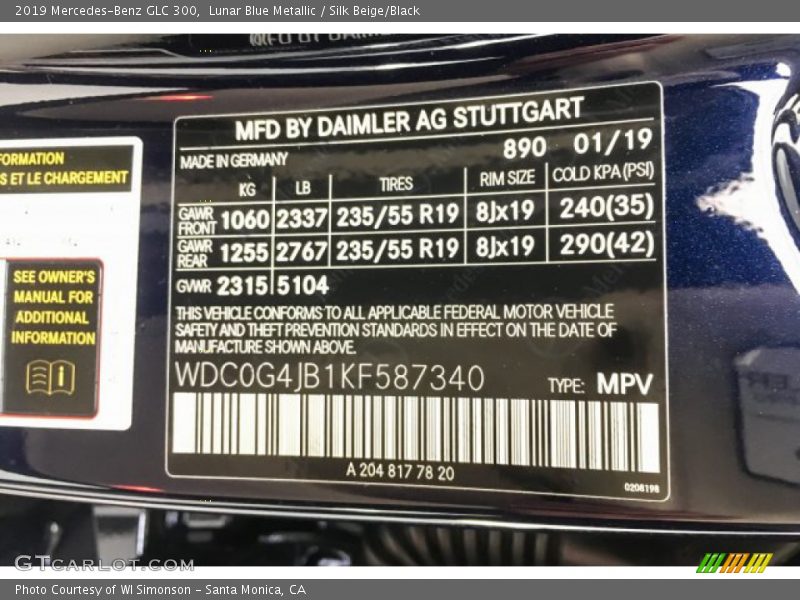 2019 Mercedes-Benz GLC 300,  Lunar Blue Metallic / Silk Beige/Black
MFD BY DAIMLER AG STUTTGART
MADE IN GERMANY 890 01/19
KG LB TIRES RIM SIZE COLD KPA (PSI)
GAWR FRONT 1060 2337 235/55 R19 8Jx19 240(35)
GAWR REAR 1255 2767 235/55 R19 8Jx19 290(42)
GVWR 2315 5104
THIS VEHICLE CONFORMS TO ALL APPLICABLE FEDERAL MOTOR VEHICLE
SAFETY AND THEFT PREVENTION STANDARDS IN EFFECT ON THE DATE OF
MANUFACTURE SHOWN ABOVE.
WDC0G4JB1KF587340 TYPE: MPV
A 204 817 78 20
0208198
FORMATION
S ET LE CHARGEMENT
SEE OWNER'S
MANUAL FOR
ADDITIONAL
INFORMATION
GTCARLOT.COM
Photo Courtesy of WI Simonson - Santa Monica, CA